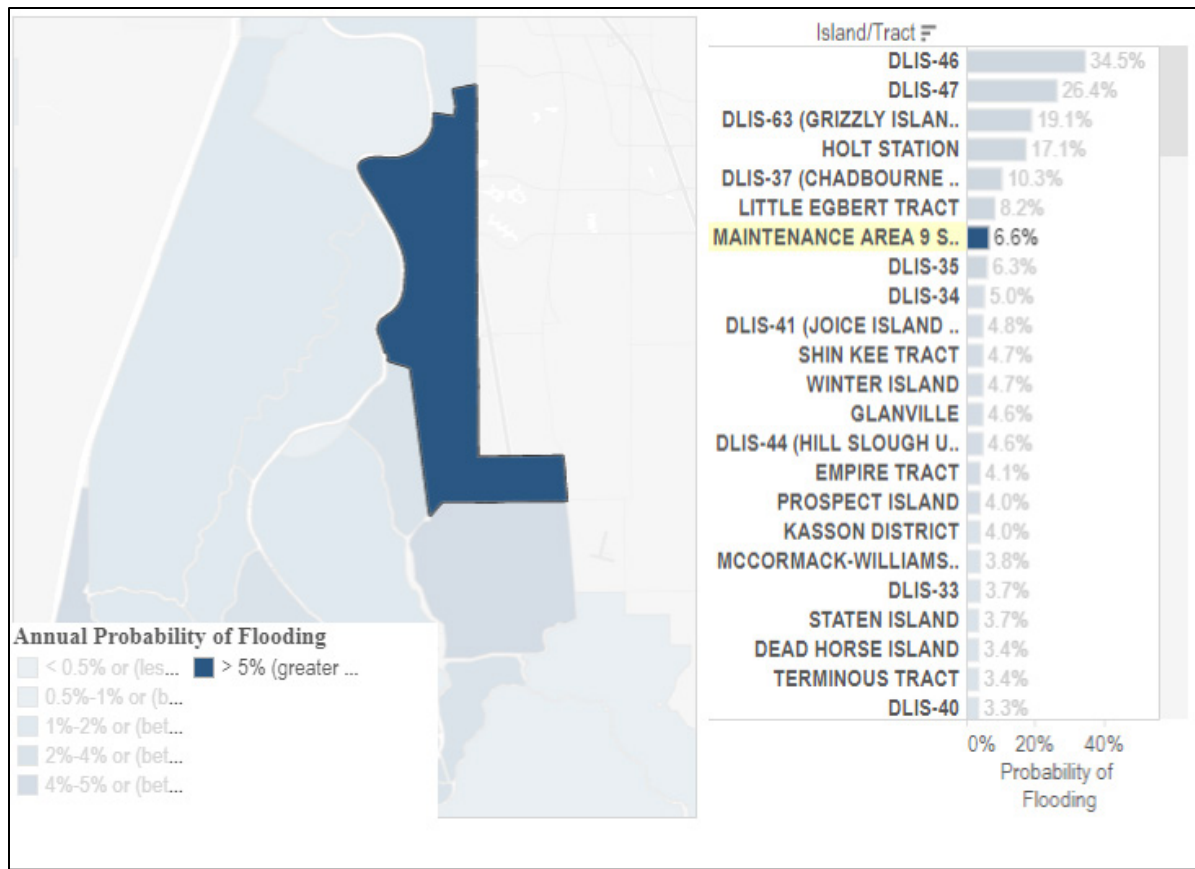 Island/Tract
DLIS-46 34.5%
DLIS-47 26.4%
DLIS-63 (GRIZZLY ISLAN.. 19.1%
HOLT STATION 17.1%
DLIS-37 (CHADBOURNE .. 10.3%
LITTLE EGBERT TRACT 8.2%
MAINTENANCE AREA 9 S.. 6.6%
DLIS-35 6.3%
DLIS-34 5.0%
DLIS-41 (JOICE ISLAND .. 4.8%
SHIN KEE TRACT 4.7%
WINTER ISLAND 4.7%
GLANVILLE 4.6%
DLIS-44 (HILL SLOUGH U.. 4.6%
EMPIRE TRACT 4.1%
PROSPECT ISLAND 4.0%
KASSON DISTRICT 4.0%
MCCORMACK-WILLIAMS.. 3.8%
DLIS-33 3.7%
STATEN ISLAND 3.7%
DEAD HORSE ISLAND 3.4%
TERMINOUS TRACT 3.4%
DLIS-40 3.3%
0% 20% 40%
Probability of
Flooding
Annual Probability of Flooding
< 0.5% or (les... > 5% (greater ...
0.5%-1% or (b...
1%-2% or (bet...
2%-4% or (bet...
4%-5% or (bet...